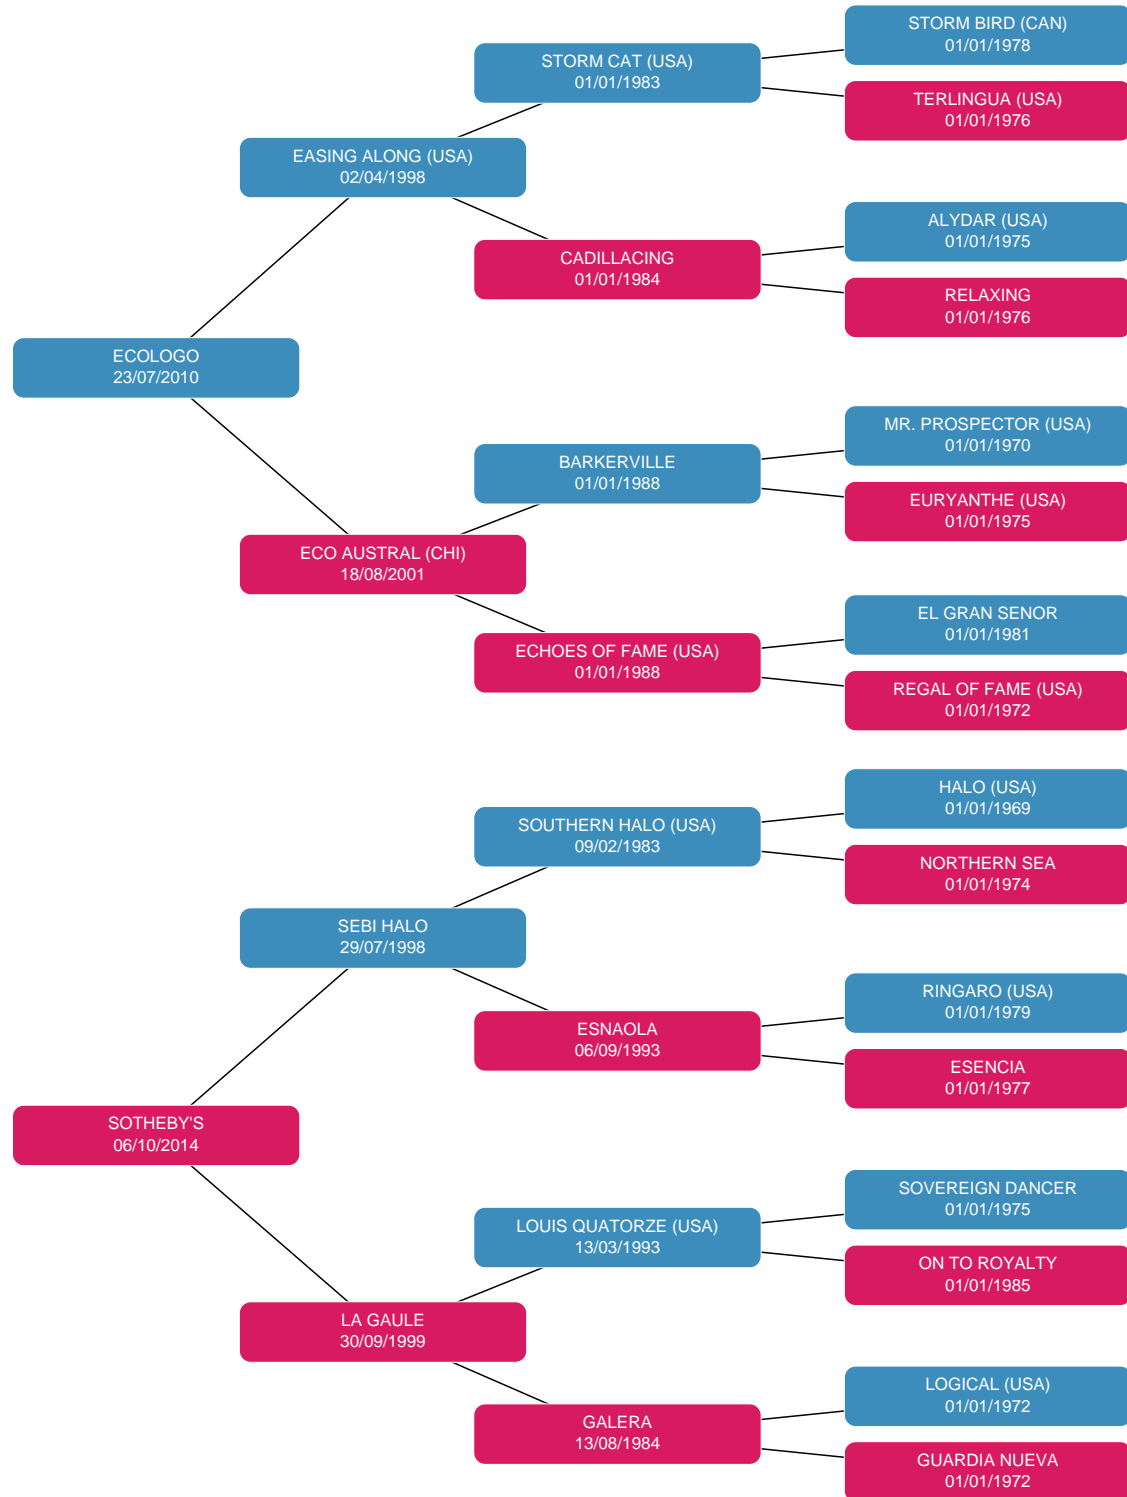 STORM BIRD (CAN)
01/01/1978
STORM CAT (USA)
01/01/1983
TERLINGUA (USA)
01/01/1976
EASING ALONG (USA)
02/04/1998
ALYDAR (USA)
01/01/1975
CADILLACING
01/01/1984
RELAXING
01/01/1976
ECOLOGO
23/07/2010
MR. PROSPECTOR (USA)
01/01/1970
BARKERVILLE
01/01/1988
EURYANTHE (USA)
01/01/1975
ECO AUSTRAL (CHI)
18/08/2001
EL GRAN SENOR
01/01/1981
ECHOES OF FAME (USA)
01/01/1988
REGAL OF FAME (USA)
01/01/1972
HALO (USA)
01/01/1969
SOUTHERN HALO (USA)
09/02/1983
NORTHERN SEA
01/01/1974
SEBI HALO
29/07/1998
RINGARO (USA)
01/01/1979
ESNAOLA
06/09/1993
ESENCIA
01/01/1977
SOTHEBY'S
06/10/2014
SOVEREIGN DANCER
01/01/1975
LOUIS QUATORZE (USA)
13/03/1993
ON TO ROYALTY
01/01/1985
LA GAULE
30/09/1999
LOGICAL (USA)
01/01/1972
GALERA
13/08/1984
GUARDIA NUEVA
01/01/1972